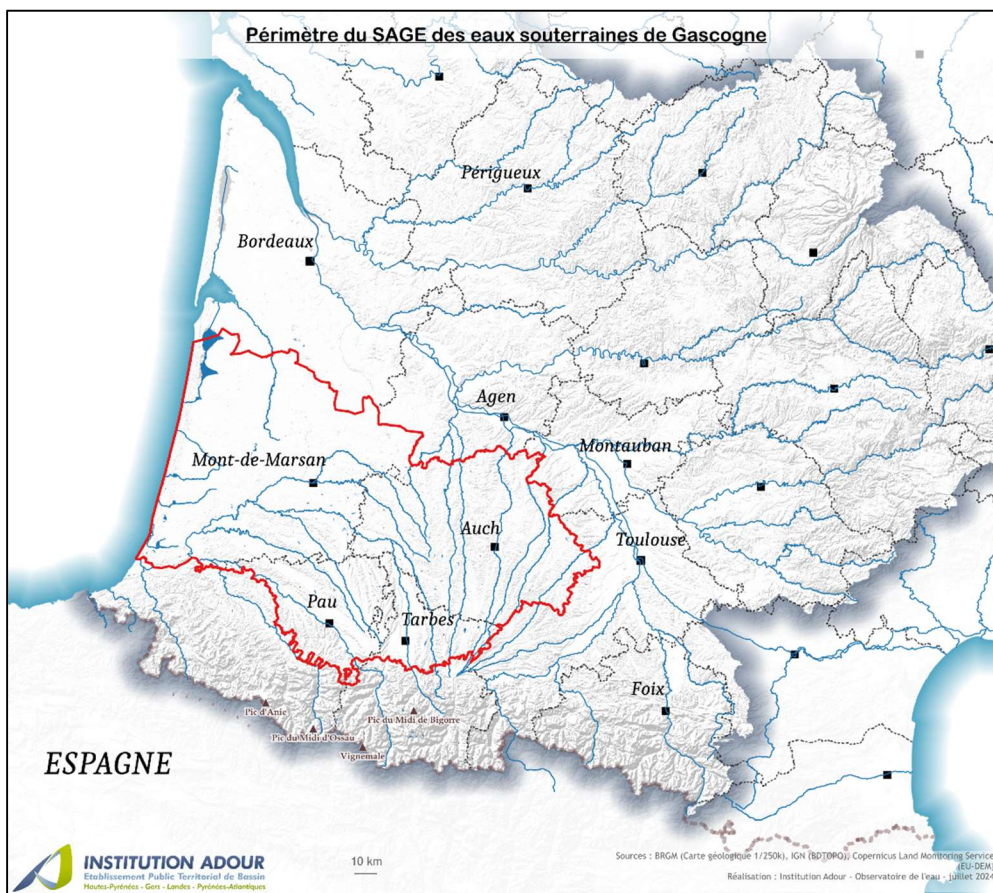 Périmètre du SAGE des eaux souterraines de Gascogne
Périgueux
Bordeaux
Agen
Montauban
Mont-de-Marsan
Auch
Toulouse
Pau
Tarbes
Foix
Pic d'Anie
Pic du Midi de Bigorre
Pic du Midi d'Ossau
Vignemale
ESPAGNE
10 km
INSTITUTION ADOUR
Etablissement Public Territorial de Bassin
Hautes-Pyrénées - Gers - Landes - Pyrénées-Atlantiques
Sources : BRGM (Carte géologique 1/250k), IGN (BDTOPO), Copernicus Land Monitoring Service
(EU-DEM)
Réalisation : Institution Adour - Observatoire de l'eau - juillet 2024